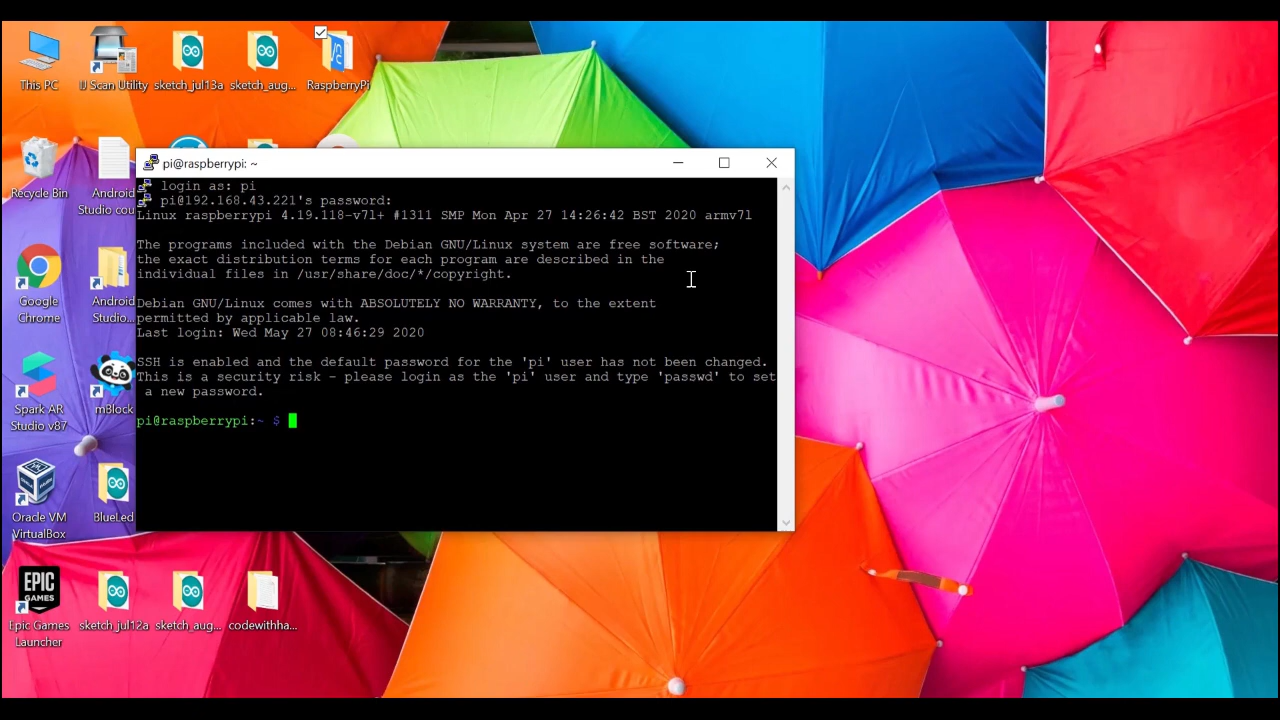 This PC
IJ Scan Utility
sketch_jul13a
sketch_aug...
RaspberryPi
Recycle Bin
Android
Studio cou
Google
Chrome
Android
Studio...
Spark AR
Studio v87
mBlock
Oracle VM
VirtualBox
BlueLed
EPIC
GAMES
Epic Games
Launcher
sketch_jul12a
sketch_aug...
codewithha...
pi@raspberrypi: ~
login as: pi
pi@192.168.43.221's password:
Linux raspberrypi 4.19.118-v7l+ #1311 SMP Mon Apr 27 14:26:42 BST 2020 armv7l
The programs included with the Debian GNU/Linux system are free software;
the exact distribution terms for each program are described in the
individual files in /usr/share/doc/*/copyright.
Debian GNU/Linux comes with ABSOLUTELY NO WARRANTY, to the extent
permitted by applicable law.
Last login: Wed May 27 08:46:29 2020
SSH is enabled and the default password for the 'pi' user has not been changed.
This is a security risk - please login as the 'pi' user and type 'passwd' to set
a new password.
pi@raspberrypi:~ $